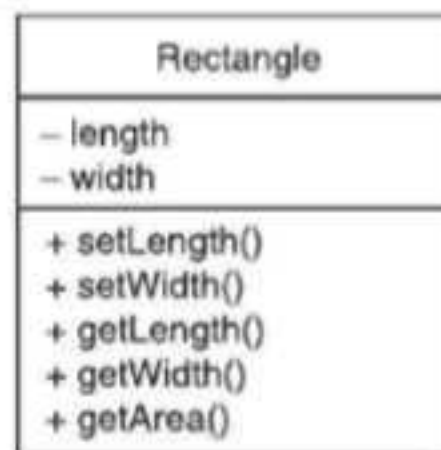 Rectangle
– length
– width
+ setLength()
+ setWidth()
+ getLength()
+ getWidth()
+ getArea()